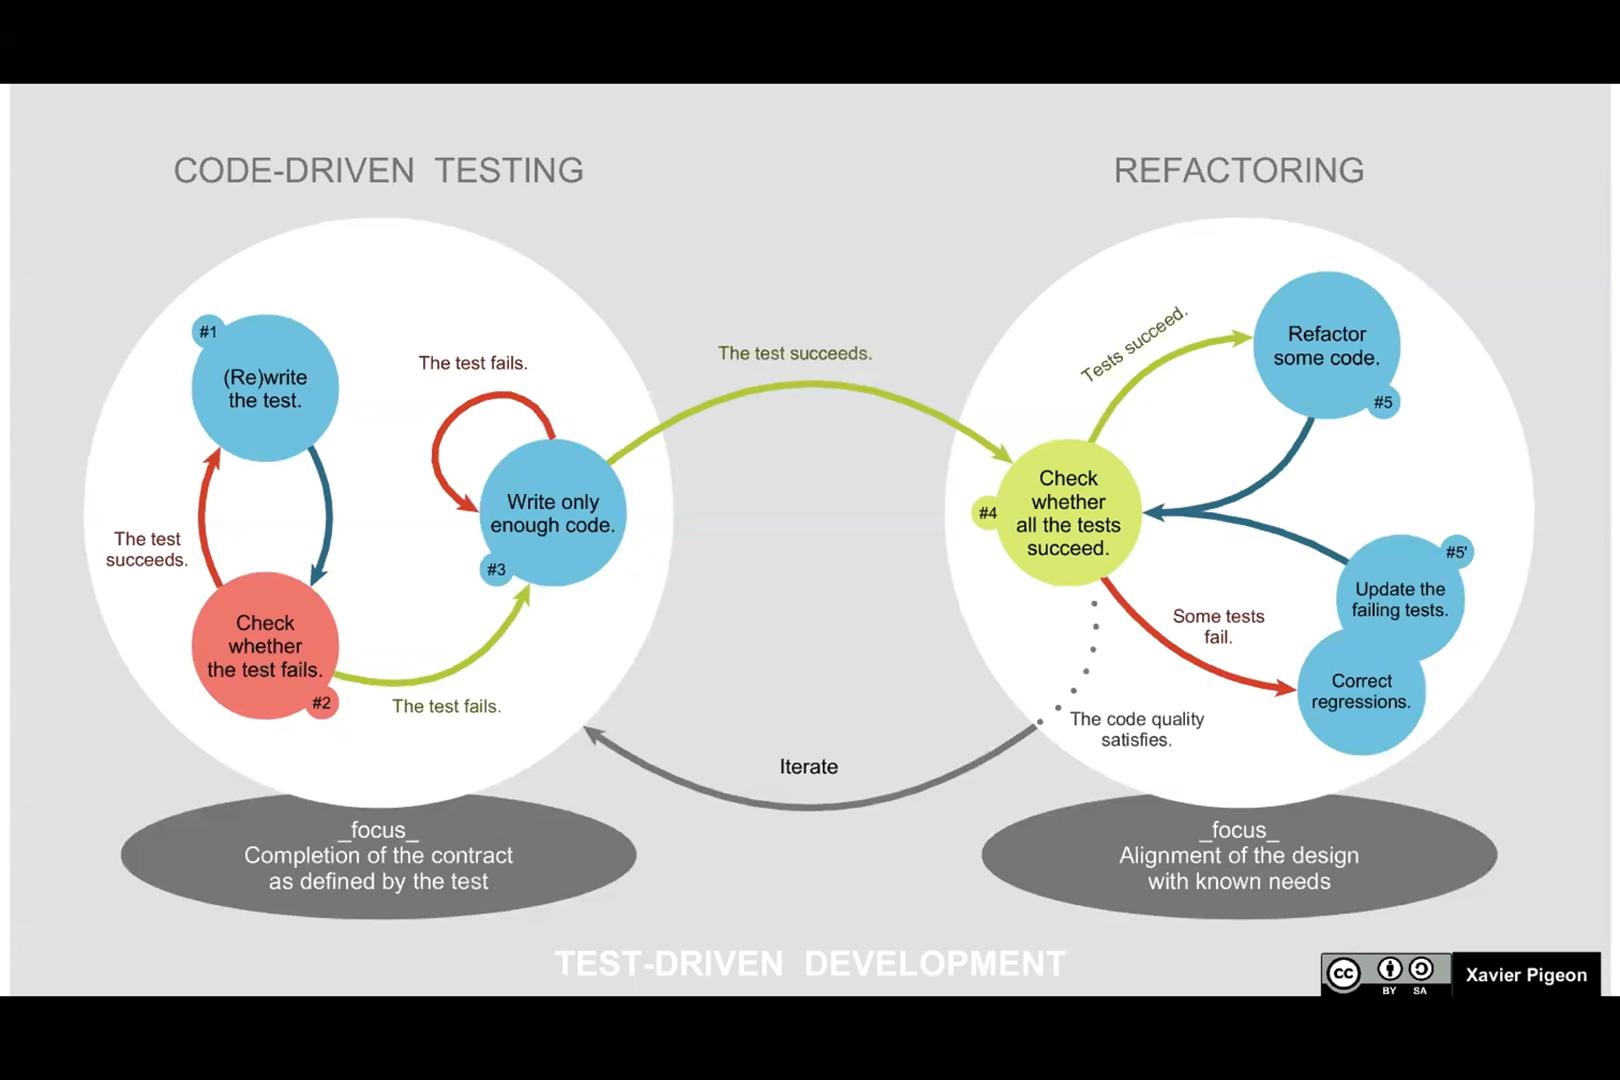 CODE-DRIVEN TESTING
REFACTORING
#1
(Re)write
the test.
The test
succeeds.
Check
whether
the test fails.
#2
The test fails.
The test fails.
Write only
enough code.
#3
The test succeeds.
Iterate
Tests succeed.
Refactor
some code.
#5
Check
whether
all the tests
succeed.
#4
Some tests
fail.
#5'
Update the
failing tests.
Correct
regressions.
The code quality
satisfies.
_focus_
Completion of the contract
as defined by the test
_focus_
Alignment of the design
with known needs
TEST-DRIVEN DEVELOPMENT
cc
BY SA
Xavier Pigeon